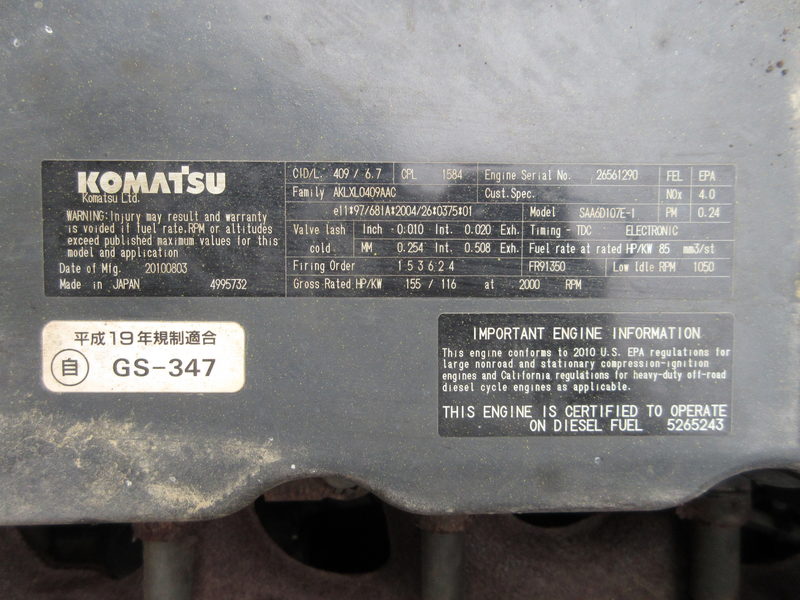 KOMATSU
Komatsu Ltd.
WARNING:Injury may result and warranty
is voided if fuel rate.RPM or altitudes
exceed published maximum values for this
model and application
Date of Mfg. 20100803
Made in JAPAN 4995732
CID/L. 409 / 6.7 CPL 1584 Engine Serial No. 26561290 FEL EPA
Family AKLXL0409AAC Cust.Spec. NOx 4.0
e11*97/68IA*2004/26*0375*01 Model SAA6D107E-1 PM 0.24
Valve lash Inch 0.010 Int. 0.020 Exh. Timing - TDC ELECTRONIC
cold. MM 0.254 Int. 0.508 Exh. Fuel rate at rated HP/KW 85 mm3/st
Firing Order 1 5 3 6 2 4 FR91350 Low Idle RPM 1050
Gross Rated HP/KW 155 / 116 at 2000 RPM
平成19年規制適合
自 GS-347
IMPORTANT ENGINE INFORMATION
This engine conforms to 2010 U.S. EPA regulations for
large nonroad and stationary compression-ignition
engines and California regulations for heavy-duty off-road
diesel cycle engines as applicable.
THIS ENGINE IS CERTIFIED TO OPERATE
ON DIESEL FUEL 5265243